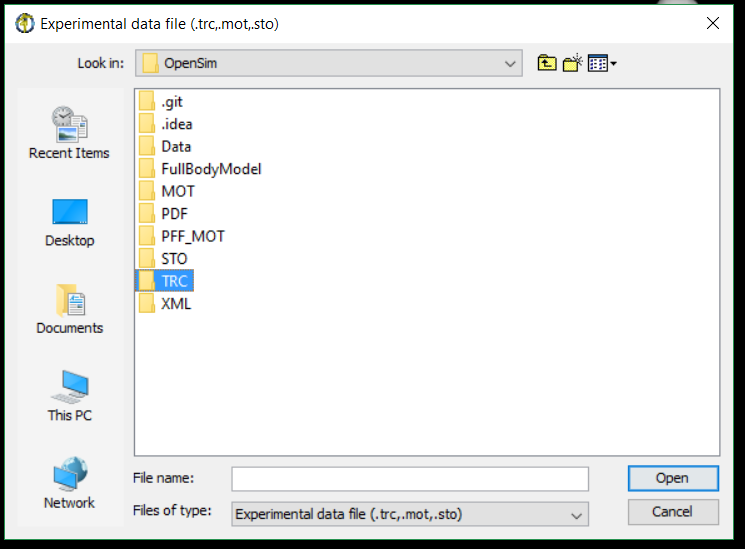 Experimental data file (.trc,.mot,.sto)
Look in: OpenSim
Recent Items
Desktop
Documents
This PC
Network
.git
.idea
Data
FullBodyModel
MOT
PDF
PFF_MOT
STO
TRC
XML
File name:
Open
Files of type: Experimental data file (.trc,.mot,.sto)
Cancel